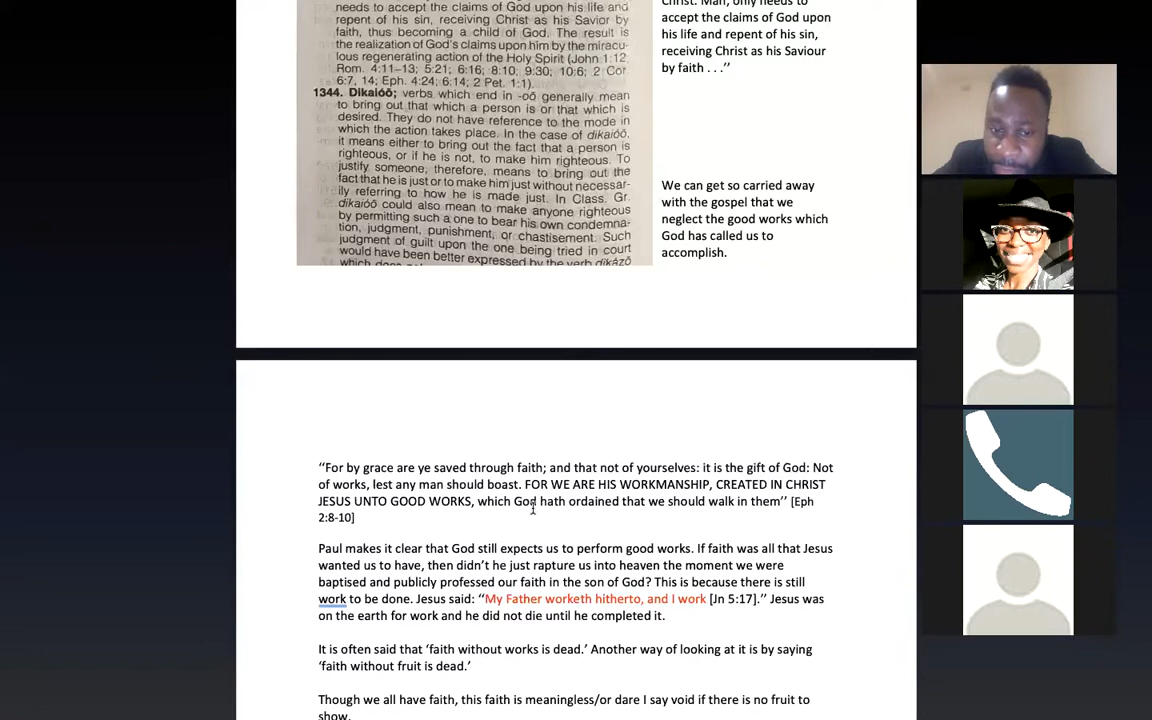 needs to accept the claims of God upon his life and
repent of his sin, receiving Christ as his Savior by
faith, thus becoming a child of God. The result is
the realization of God's claims upon him by the miracu-
lous regenerating action of the Holy Spirit (John 1:12,
Rom. 4:11–13; 5:21; 6:16; 8:10; 9:30; 10:6; 2 Cor.
6:7, 14; Eph. 4:24; 6:14; 2 Pet. 1:1).
1344. Dikaióō; verbs which end in -oō generally mean
to bring out that which a person is or that which is
desired. They do not have reference to the mode in
which the action takes place. In the case of dikaióō,
it means either to bring out the fact that a person is
righteous, or if he is not, to make him righteous. To
justify someone, therefore, means to bring out the
fact that he is just or to make him just without necessar-
ily referring to how he is made just. In Class. Gr.
dikaióō could also mean to make anyone righteous
by permitting such a one to bear his own condemna-
tion, judgment, punishment, or chastisement. Such
judgment of guilt upon the one being tried in court
would have been better expressed by the verb dikázō
Christ. Man, only needs to
accept the claims of God upon
his life and repent of his sin,
receiving Christ as his Saviour
by faith . . .”
We can get so carried away
with the gospel that we
neglect the good works which
God has called us to
accomplish.
‘‘For by grace are ye saved through faith; and that not of yourselves: it is the gift of God: Not
of works, lest any man should boast. FOR WE ARE HIS WORKMANSHIP, CREATED IN CHRIST
JESUS UNTO GOOD WORKS, which God hath ordained that we should walk in them’’ [Eph
2:8-10]
Paul makes it clear that God still expects us to perform good works. If faith was all that Jesus
wanted us to have, then didn’t he just rapture us into heaven the moment we were
baptised and publicly professed our faith in the son of God? This is because there is still
work to be done. Jesus said: “My Father worketh hitherto, and I work [Jn 5:17].” Jesus was
on the earth for work and he did not die until he completed it.
It is often said that ‘faith without works is dead.’ Another way of looking at it is by saying
‘faith without fruit is dead.’
Though we all have faith, this faith is meaningless/or dare I say void if there is no fruit to
show.